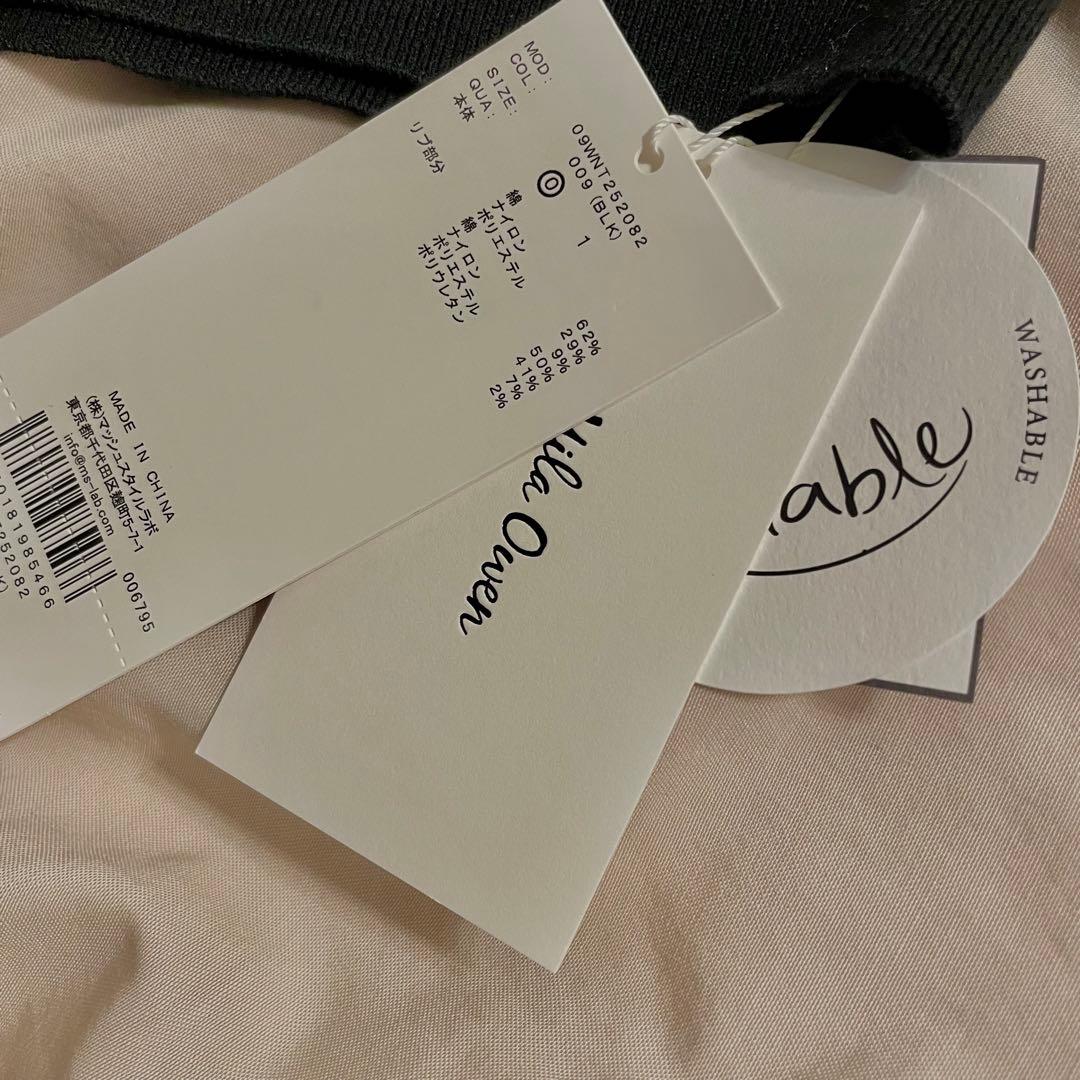 MOD: 09WNT252082
COL: 009 (BLK)
SIZE: 0 1
QUA:
本体 綿 62%
ナイロン 29%
ポリエステル 9%
リブ部分 綿 50%
ナイロン 41%
ポリエステル 7%
ポリウレタン 2%
MADE IN CHINA
(株)マッシュスタイルラボ
東京都千代田区麹町5-7-1
info@ms-lab.com 006795
0181985466
252082
Owen
WASHABLE
able